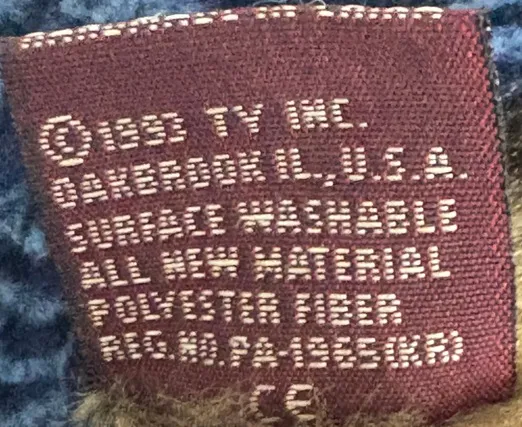 © 1993 TY INC.
OAKBROOK IL., U.S.A.
SURFACE WASHABLE
ALL NEW MATERIAL
POLYESTER FIBER
REG.NO.PA-1965(KR)
CE